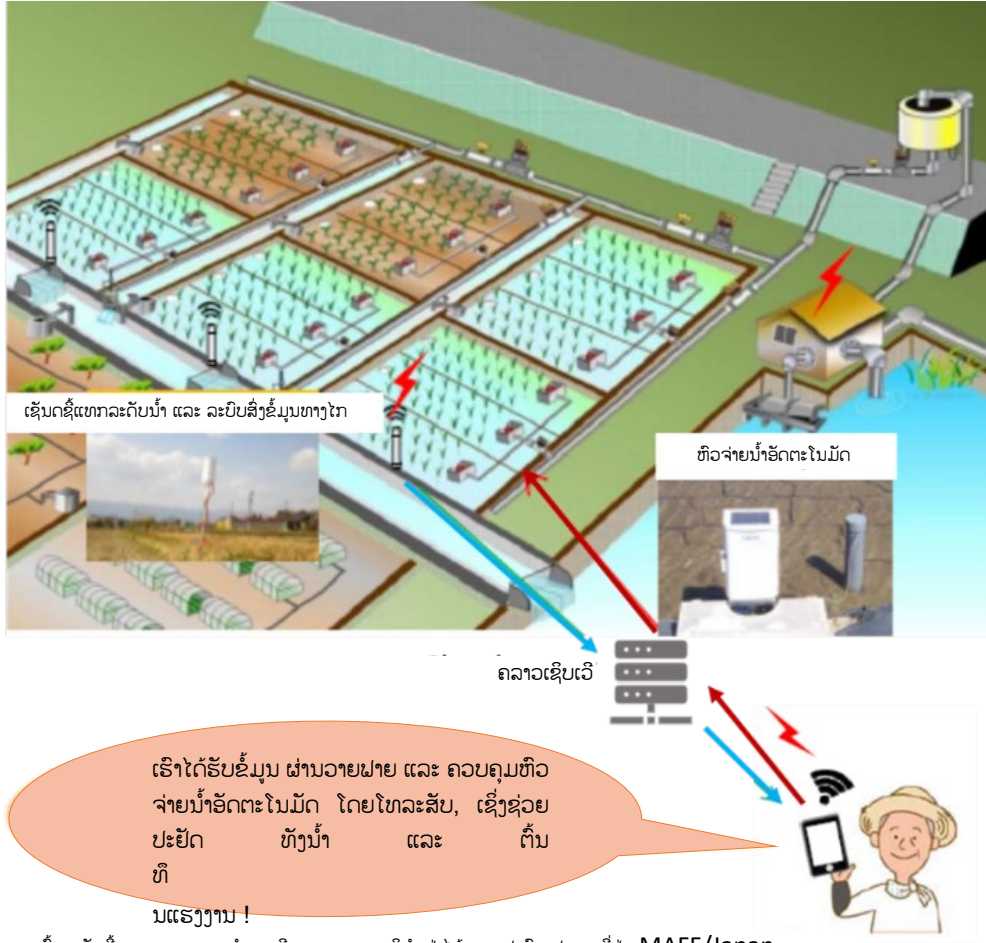 ເຊັນດຊີ້ແທກລະດັບນ້ຳ ແລະ ລະບົບສົ່ງຂໍ້ມູນທາງໄກ
ຫົວຈ່າຍນ້ຳອັດຕະໂນມັດ
ຄລາວເຊິບເວີ
ເຮົາໄດ້ຮັບຂໍ້ມູນ ຜ່ານວາຍຟາຍ ແລະ ຄວບຄຸມຫົວ
ຈ່າຍນ້ຳອັດຕະໂນມັດ ໂດຍໂທລະສັບ, ເຊິ່ງຊ່ວຍ
ປະຢັດ ທັງນ້ຳ ແລະ ຕົ້ນ
ທຶ
ນແຮງງານ !
MAFF/Japan